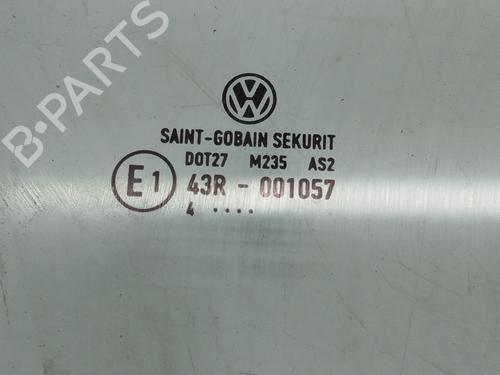 SAINT-GOBAIN SEKURIT
DOT27 M235 AS2
E1 43R - 001057
4 ····
B-PARTS